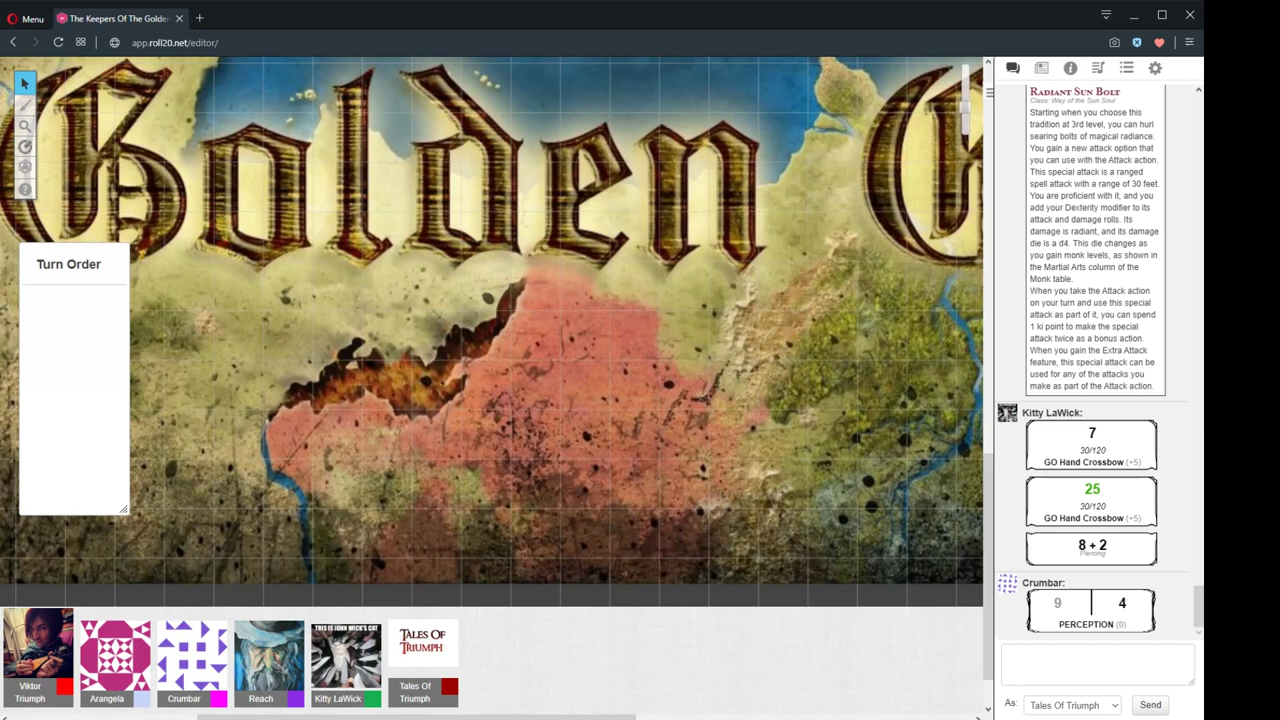 Menu
The Keepers Of The Golde
app.roll20.net/editor/
Golden G
Turn Order
RADIANT SUN BOLT
Class: Way of the Sun Soul
Starting when you choose this
tradition at 3rd level, you can hurl
searing bolts of magical radiance.
You gain a new attack option that
you can use with the Attack action.
This special attack is a ranged
spell attack with a range of 30 feet.
You are proficient with it, and you
add your Dexterity modifier to its
attack and damage rolls. Its
damage is radiant, and its damage
die is a d4. This die changes as
you gain monk levels, as shown in
the Martial Arts column of the
Monk table.
When you take the Attack action
on your turn and use this special
attack as part of it, you can spend
1 ki point to make the special
attack twice as a bonus action.
When you gain the Extra Attack
feature, this special attack can be
used for any of the attacks you
make as part of the Attack action.
Kitty LaWick:
7
30/120
GO Hand Crossbow (+5)
25
30/120
GO Hand Crossbow (+5)
8 + 2
Piercing
Crumbar:
9 4
PERCEPTION (0)
THIS IS JOHN WICK'S CAT
TALES OF
TRIUMPH
Viktor
Triumph
Arangela
Crumbar
Reach
Kitty LaWick
Tales Of
Triumph
As: Tales Of Triumph Send